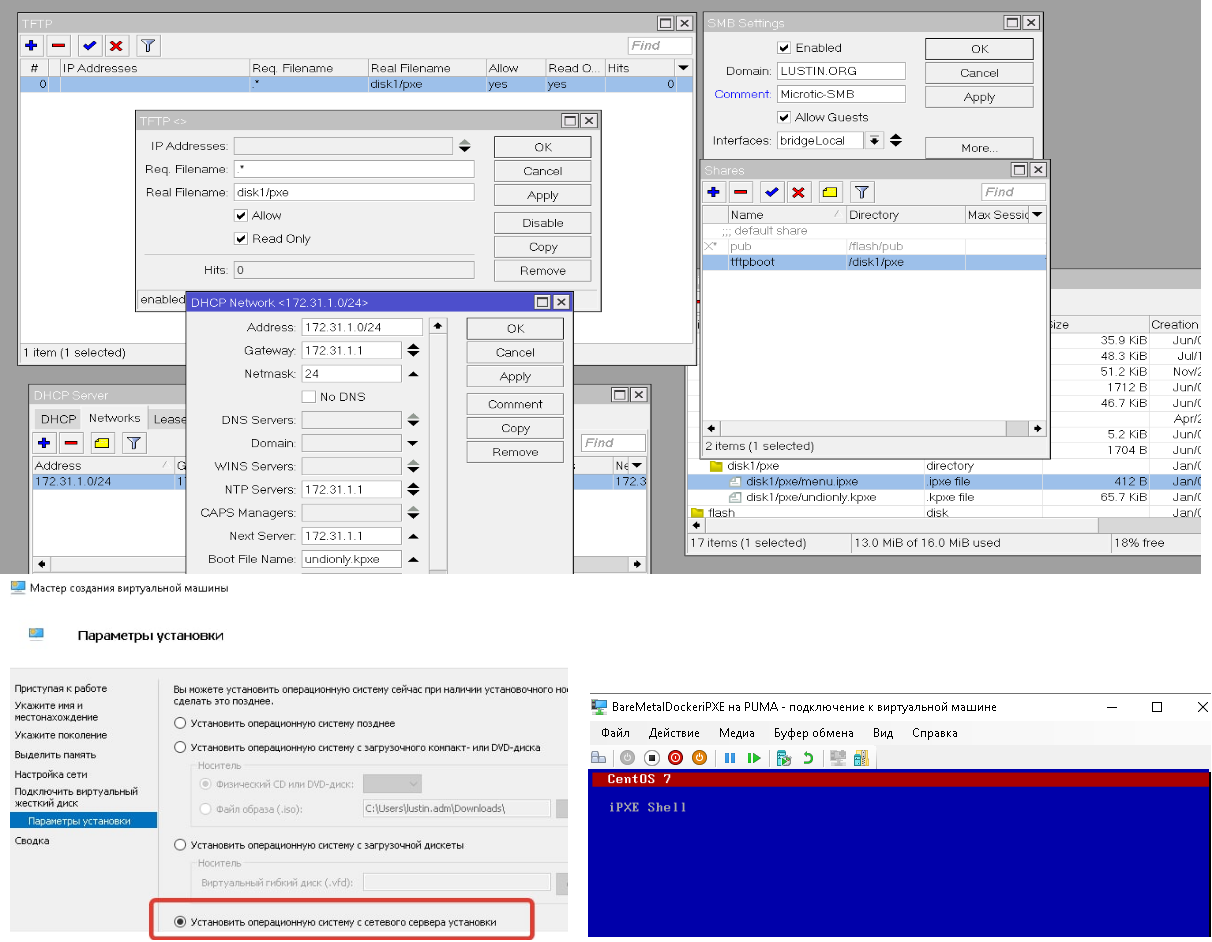 TFTP
Find
# IP Addresses Req. Filename Real Filename Allow Read O... Hits
0 .* disk1/pxe yes yes 0
TFTP <>
IP Addresses:
Req. Filename: .*
Real Filename: disk1/pxe
Allow
Read Only
Hits: 0
enabled
OK
Cancel
Apply
Disable
Copy
Remove
1 item (1 selected)
SMB Settings
Enabled
Domain: LUSTIN.ORG
Comment: Microtic-SMB
Allow Guests
Interfaces: bridgeLocal
OK
Cancel
Apply
More...
Shares
Find
Name Directory Max Sessic
;;; default share
X* pub /flash/pub
tftpboot /disk1/pxe
2 items (1 selected)
DHCP Network <172.31.1.0/24>
Address: 172.31.1.0/24
Gateway: 172.31.1.1
Netmask: 24
No DNS
DNS Servers:
Domain:
WINS Servers:
NTP Servers: 172.31.1.1
CAPS Managers:
Next Server: 172.31.1.1
Boot File Name: undionly.kpxe
OK
Cancel
Apply
Comment
Copy
Remove
DHCP Server
DHCP Networks Lease
Find
Address G Ne
172.31.1.0/24 17 172.3
Size Creation
35.9 KiB Jun/0
48.3 KiB Jul/1
51.2 KiB Nov/2
1712 B Jun/0
46.7 KiB Jun/0
Apr/2
5.2 KiB Jun/0
1704 B Jun/0
disk1/pxe directory Jan/0
disk1/pxe/menu.ipxe .ipxe file 412 B Jan/0
disk1/pxe/undionly.kpxe .kpxe file 65.7 KiB Jan/0
flash disk Jan/0
17 items (1 selected) 13.0 MiB of 16.0 MiB used 18% free
Мастер создания виртуальной машины
Параметры установки
Приступая к работе
Укажите имя и
местонахождение
Укажите поколение
Выделить память
Настройка сети
Подключить виртуальный
жесткий диск
Параметры установки
Сводка
Вы можете установить операционную систему сейчас при наличии установочного но
сделать это позднее.
Установить операционную систему позднее
Установить операционную систему с загрузочного компакт- или DVD-диска
Носитель
Физический CD или DVD-диск:
Файл образа (.iso): C:\Users\lustin.adm\Downloads\
Установить операционную систему с загрузочной дискеты
Носитель
Виртуальный гибкий диск (.vfd):
Установить операционную систему с сетевого сервера установки
BareMetalDockeriPXE на PUMA - подключение к виртуальной машине
Файл Действие Медиа Буфер обмена Вид Справка
CentOS 7
iPXE Shell